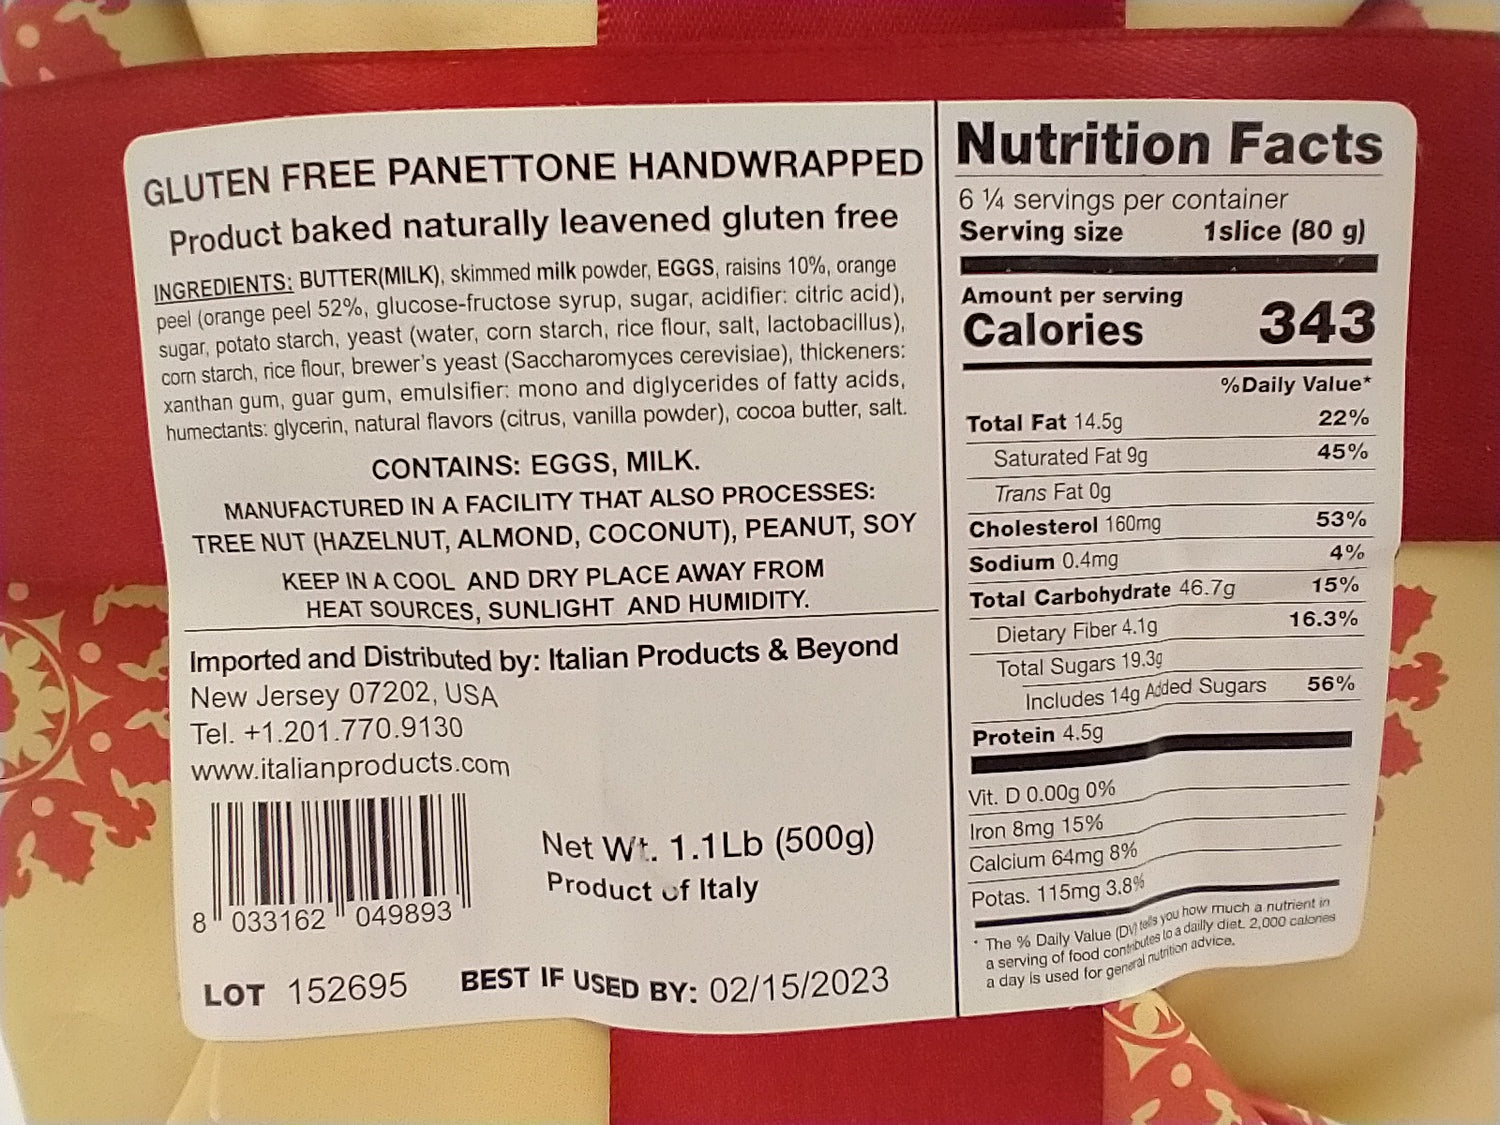 GLUTEN FREE PANETTONE HANDWRAPPED
Product baked naturally leavened gluten free
INGREDIENTS: BUTTER(MILK), skimmed milk powder, EGGS, raisins 10%, orange
peel (orange peel 52%, glucose-fructose syrup, sugar, acidifier: citric acid),
sugar, potato starch, yeast (water, corn starch, rice flour, salt, lactobacillus),
corn starch, rice flour, brewer's yeast (Saccharomyces cerevisiae), thickeners:
xanthan gum, guar gum, emulsifier: mono and diglycerides of fatty acids,
humectants: glycerin, natural flavors (citrus, vanilla powder), cocoa butter, salt.
CONTAINS: EGGS, MILK.
MANUFACTURED IN A FACILITY THAT ALSO PROCESSES:
TREE NUT (HAZELNUT, ALMOND, COCONUT), PEANUT, SOY
KEEP IN A COOL AND DRY PLACE AWAY FROM
HEAT SOURCES, SUNLIGHT AND HUMIDITY.
Imported and Distributed by: Italian Products & Beyond
New Jersey 07202, USA
Tel. +1.201.770.9130
www.italianproducts.com
8 033162 049893
Net Wt. 1.1Lb (500g)
Product of Italy
LOT 152695 BEST IF USED BY: 02/15/2023
Nutrition Facts
6 ¼ servings per container
Serving size 1slice (80 g)
Amount per serving
Calories 343
%Daily Value*
Total Fat 14.5g 22%
Saturated Fat 9g 45%
Trans Fat 0g
Cholesterol 160mg 53%
Sodium 0.4mg 4%
Total Carbohydrate 46.7g 15%
Dietary Fiber 4.1g 16.3%
Total Sugars 19.3g
Includes 14g Added Sugars 56%
Protein 4.5g
Vit. D 0.00g 0%
Iron 8mg 15%
Calcium 64mg 8%
Potas. 115mg 3.8%
* The % Daily Value (DV) tells you how much a nutrient in
a serving of food contributes to a dailly diet. 2,000 calories
a day is used for general nutrition advice.